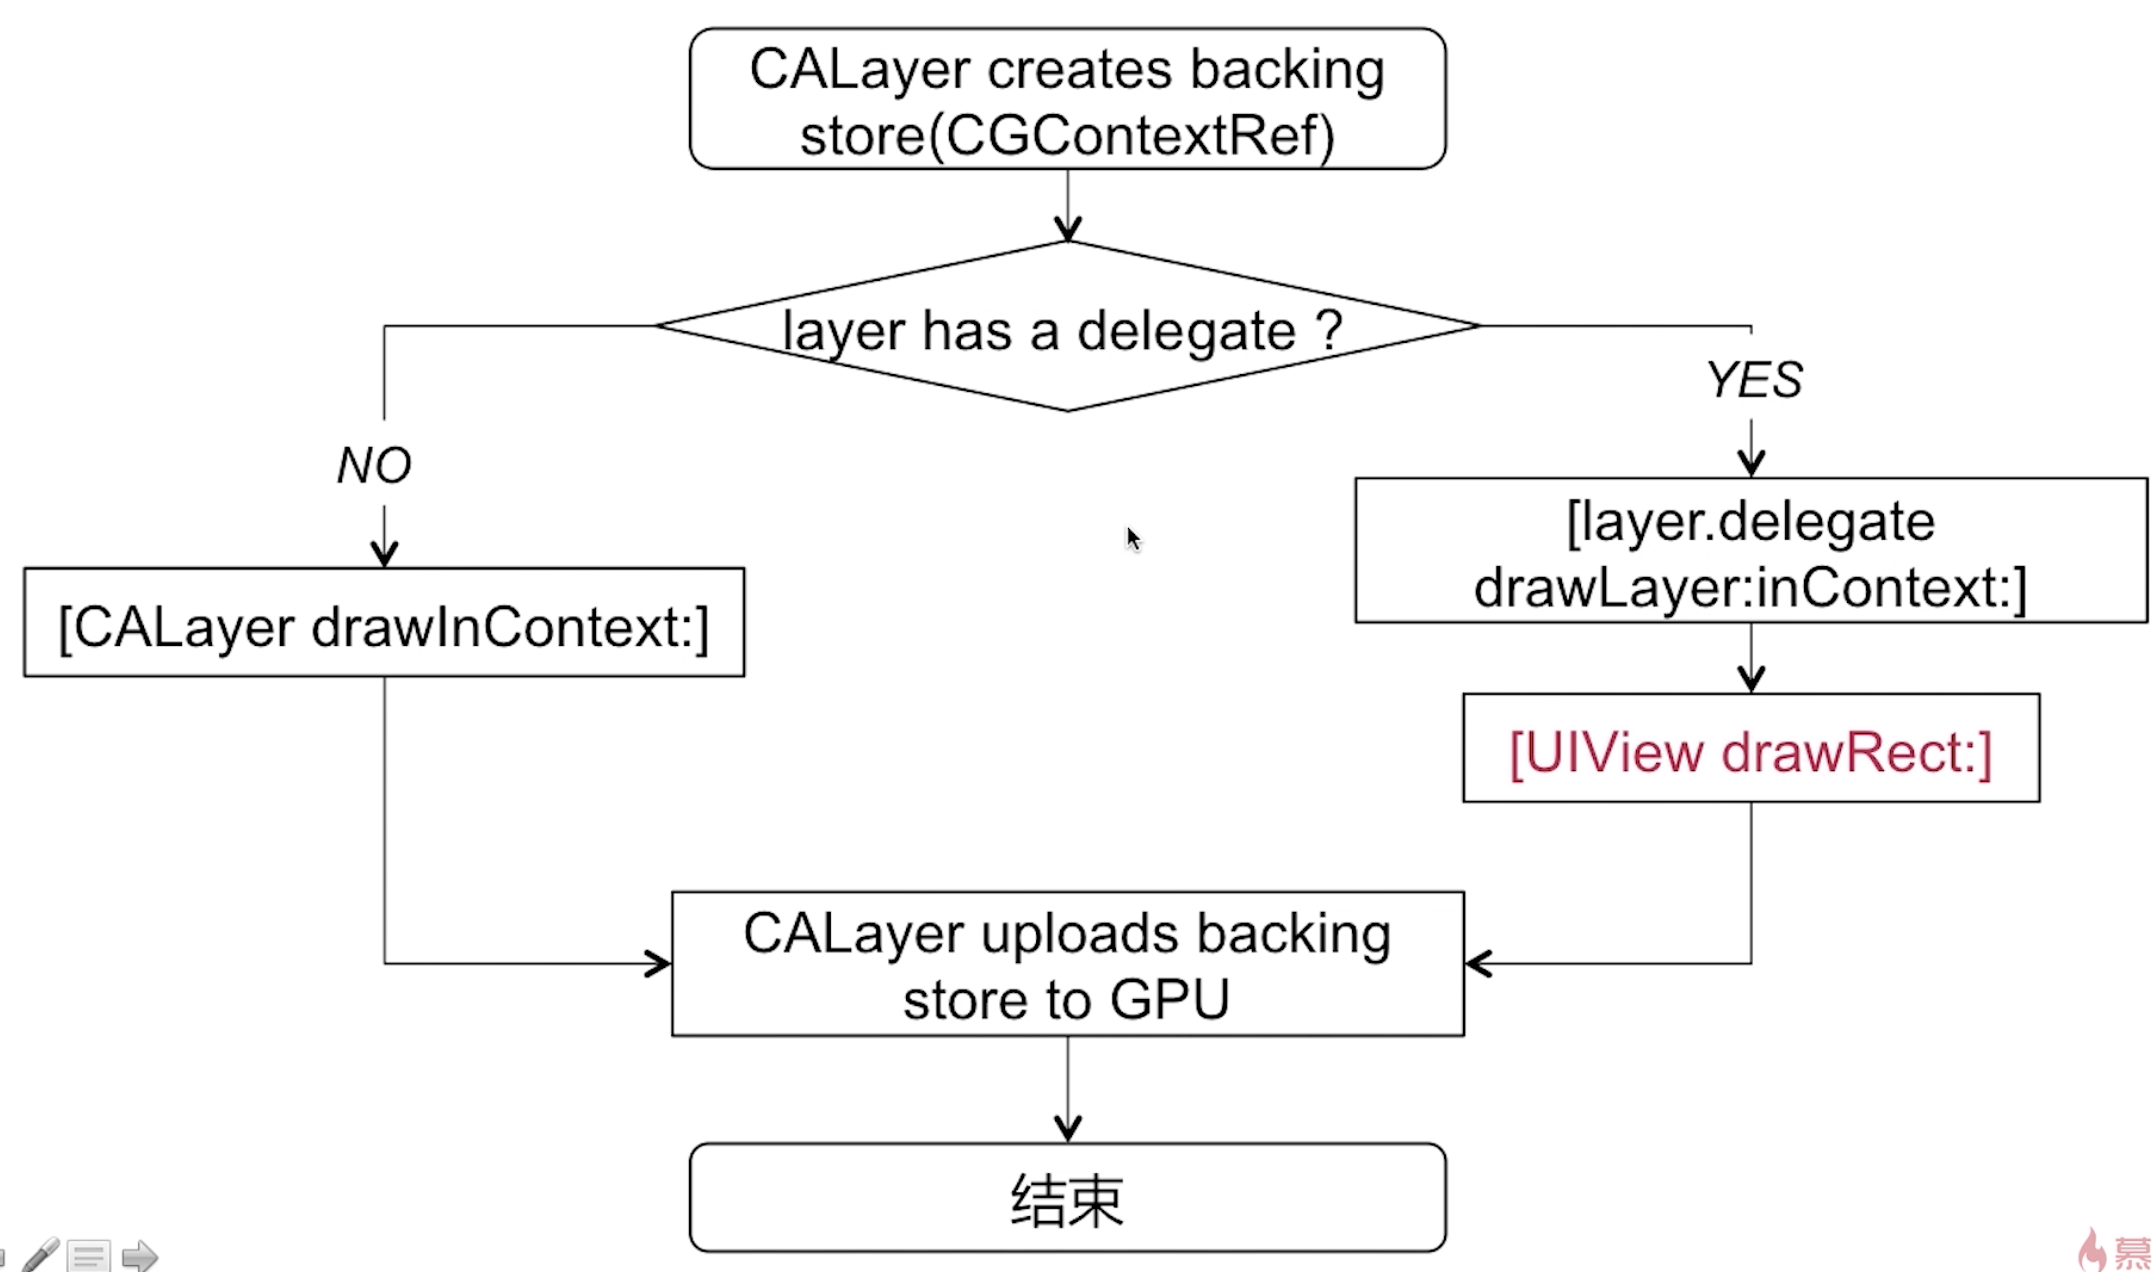 CALayer creates backing
store(CGContextRef)
layer has a delegate ?
YES
NO
[layer.delegate
drawLayer:inContext:]
[CALayer drawInContext:]
[UIView drawRect:]
CALayer uploads backing
store to GPU
结束
慕